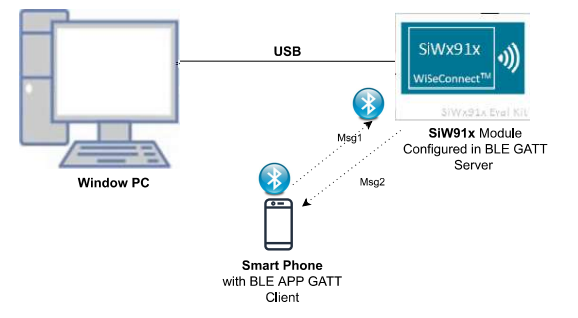 USB
SiWx91x
WiSeConnect™
SiWx91x Eval Kit
Msg1
SiW91x Module
Configured in BLE GATT
Server
Window PC
Msg2
Smart Phone
with BLE APP GATT
Client